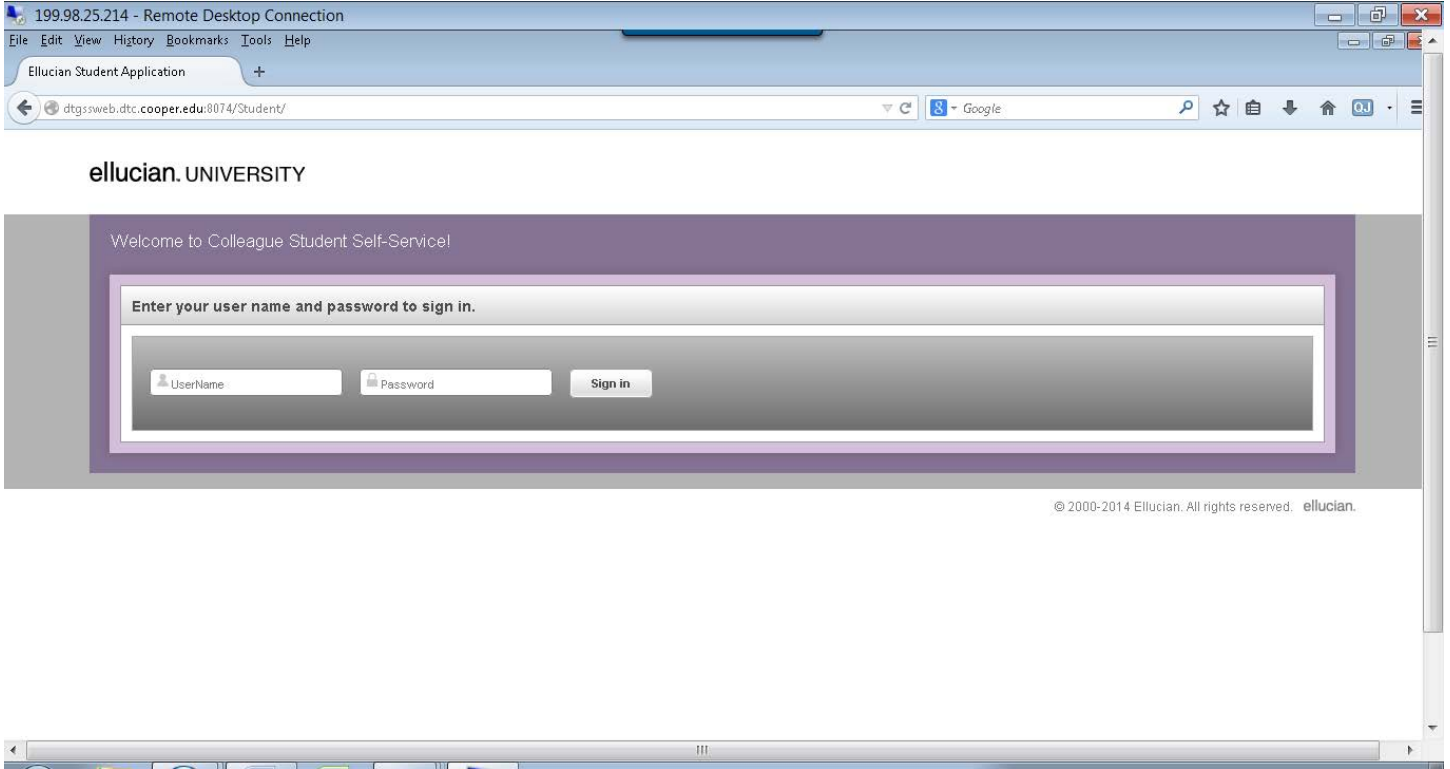 199.98.25.214 - Remote Desktop Connection
File Edit View History Bookmarks Tools Help
Ellucian Student Application +
dtgssweb.dtc.cooper.edu:8074/Student/ 8 Google QJ
ellucian. UNIVERSITY
Welcome to Colleague Student Self-Service!
Enter your user name and password to sign in.
UserName Password Sign in
© 2000-2014 Ellucian. All rights reserved. ellucian.